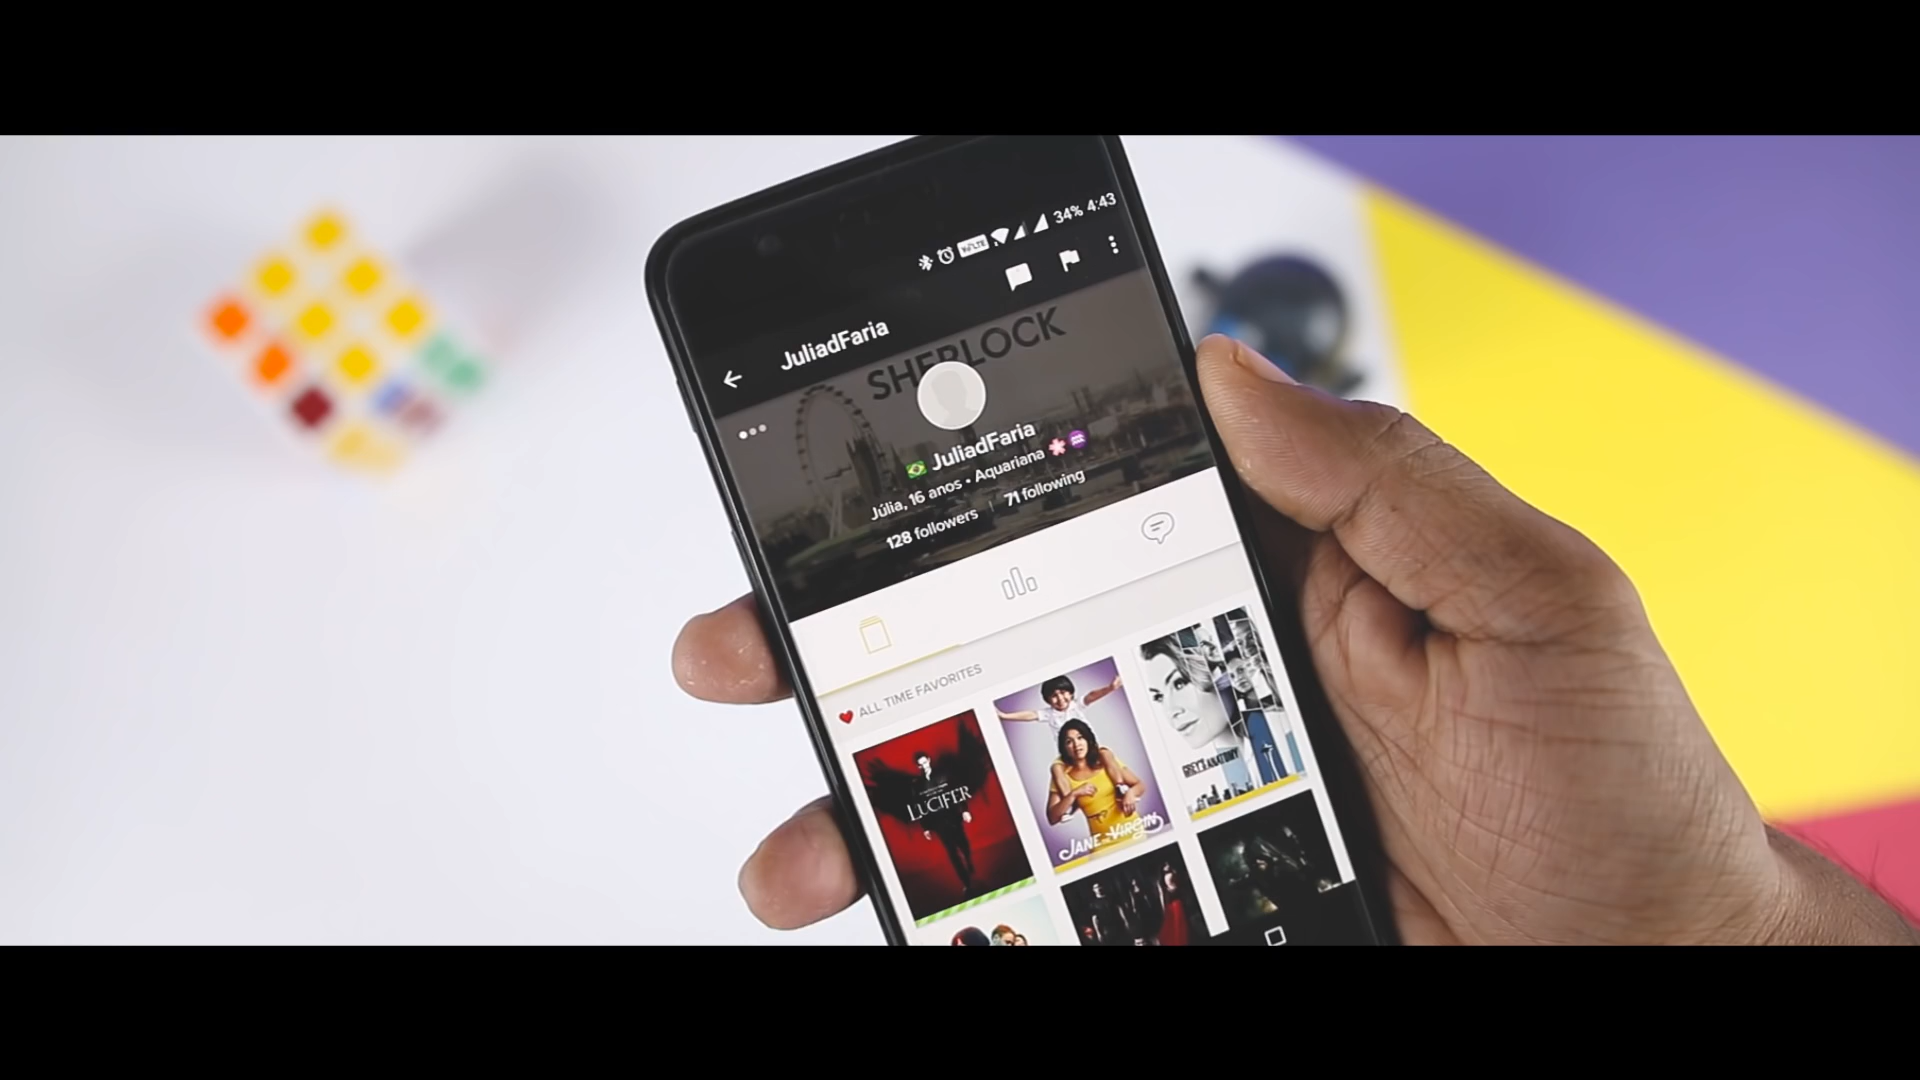 34% 4:43
JuliadFaria
SHERLOCK
JuliadFaria
Júlia, 16 anos • Aquariana
128 followers | 71 following
ALL TIME FAVORITES
LUCIFER
JANE THE VIRGIN
GREY'S ANATOMY